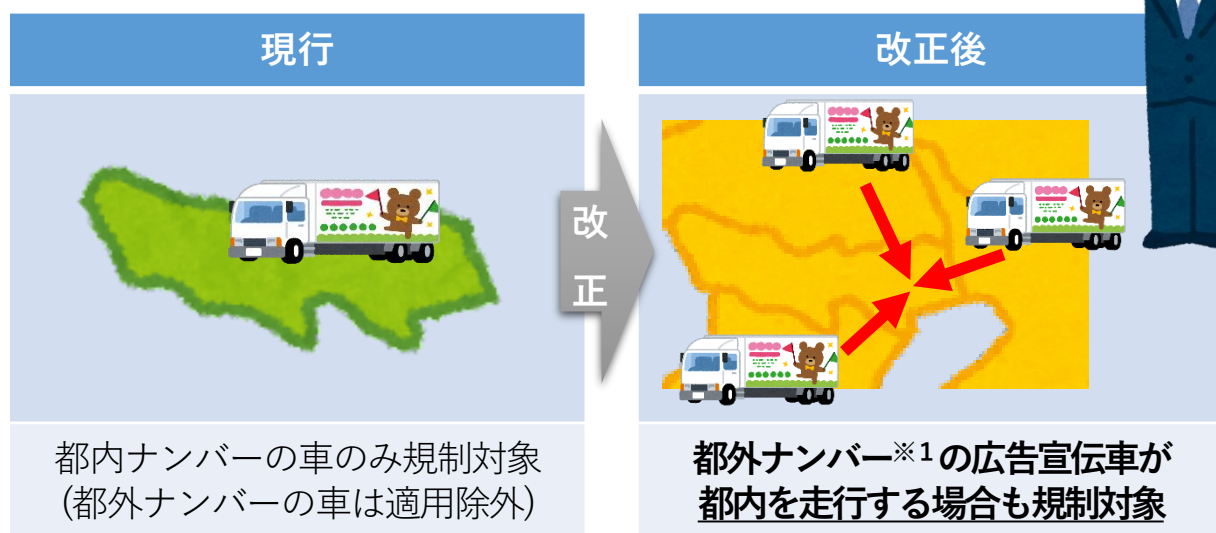 現行
改正後
改
正
都内ナンバーの車のみ規制対象
(都外ナンバーの車は適用除外)
都外ナンバー※1の広告宣伝車が
都内を走行する場合も規制対象